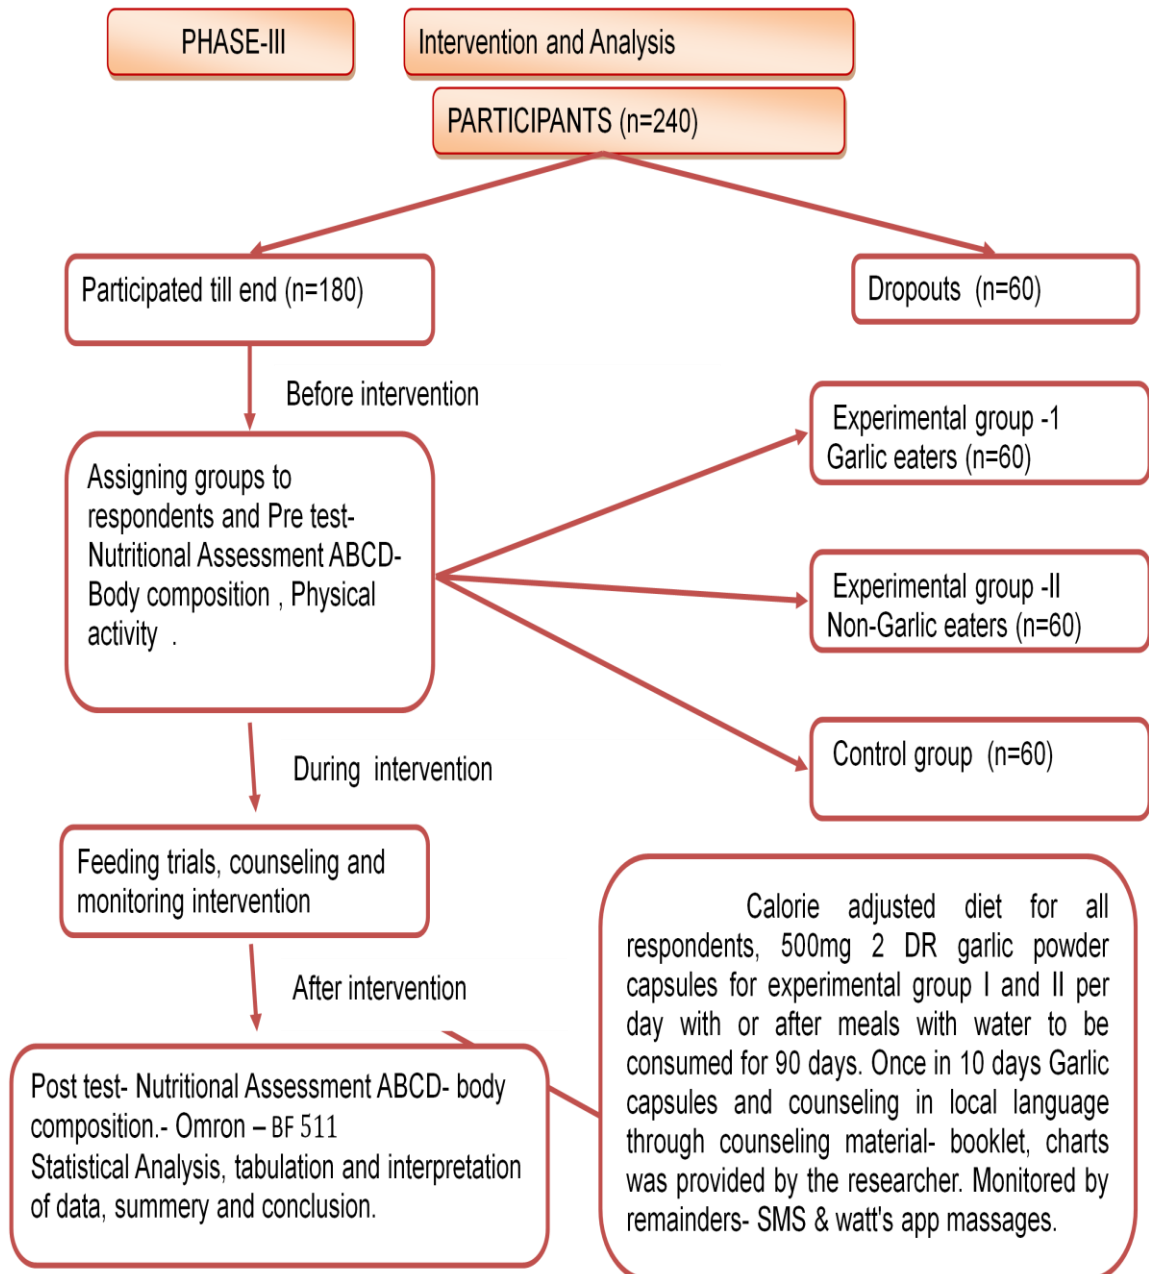 PHASE-III
Intervention and Analysis
PARTICIPANTS (n=240)
Participated till end (n=180)
Dropouts (n=60)
Before intervention
Assigning groups to
respondents and Pre test-
Nutritional Assessment ABCD-
Body composition , Physical
activity .
Experimental group -1
Garlic eaters (n=60)
Experimental group -II
Non-Garlic eaters (n=60)
Control group (n=60)
During intervention
Feeding trials, counseling and
monitoring intervention
After intervention
Post test- Nutritional Assessment ABCD- body
composition.- Omron – BF 511
Statistical Analysis, tabulation and interpretation
of data, summery and conclusion.
Calorie adjusted diet for all
respondents, 500mg 2 DR garlic powder
capsules for experimental group I and II per
day with or after meals with water to be
consumed for 90 days. Once in 10 days Garlic
capsules and counseling in local language
through counseling material- booklet, charts
was provided by the researcher. Monitored by
remainders- SMS & watt's app massages.